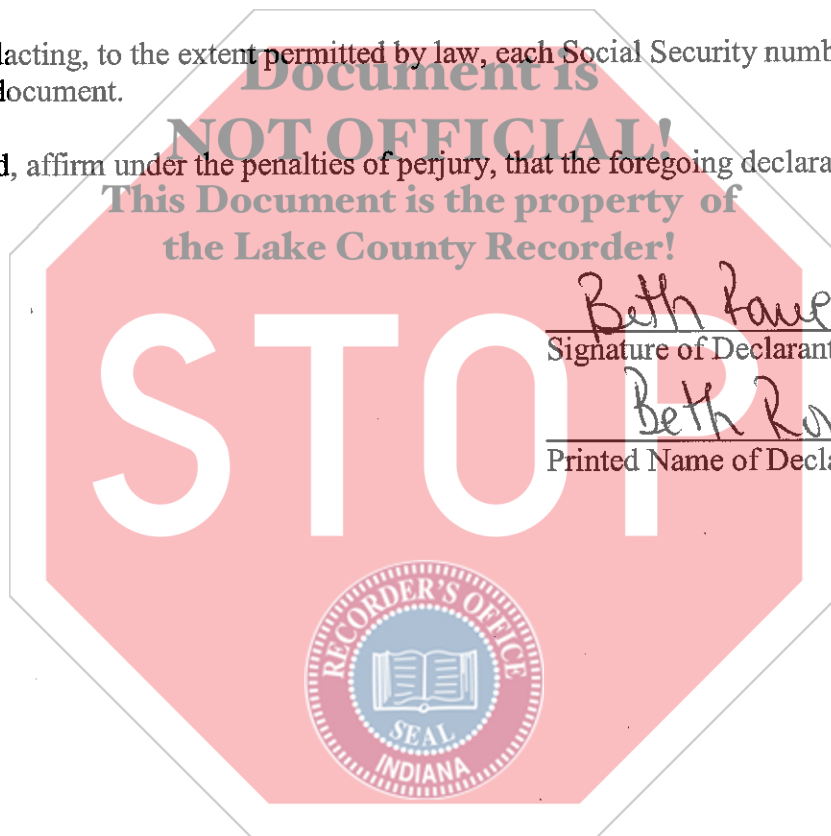 lacting, to the extent permitted by law, each Social Security numb
Document is
document.
NOT OFFICIAL!
d, affirm under the penalties of perjury, that the foregoing declara
This Document is the property of
the Lake County Recorder!
STOP
Beth
Signature of Declarant
Beth
Printed Name of Decla
RECORDER'S OFFICE
SEAL
INDIANA